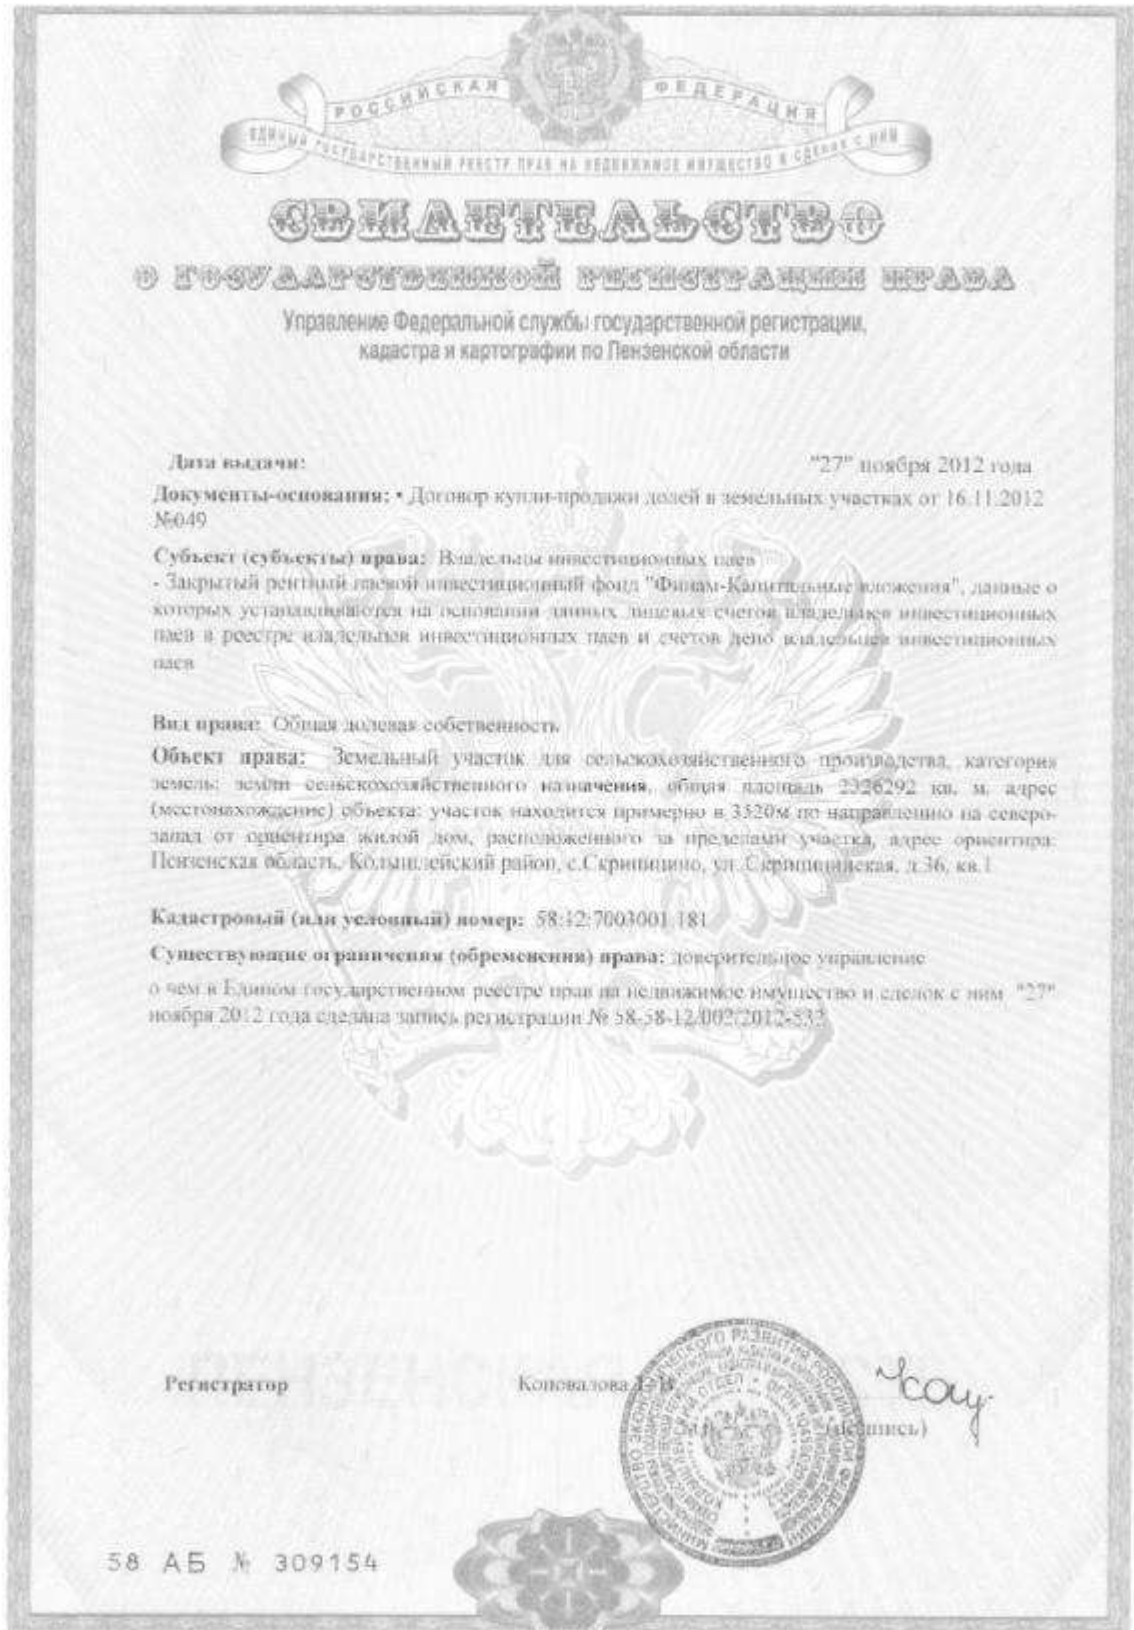 РОССИЙСКАЯ ФЕДЕРАЦИЯ
ЕДИНЫЙ ГОСУДАРСТВЕННЫЙ РЕЕСТР ПРАВ НА НЕДВИЖИМОЕ ИМУЩЕСТВО И СДЕЛОК С НИМ
СВИДЕТЕЛЬСТВО
О ГОСУДАРСТВЕННОЙ РЕГИСТРАЦИИ ПРАВА
Управление Федеральной службы государственной регистрации,
кадастра и картографии по Пензенской области
Дата выдачи: "27" ноября 2012 года
Документы-основания: • Договор купли-продажи долей в земельных участках от 16.11.2012
№049
Субъект (субъекты) права: Владельцы инвестиционных паев
- Закрытый рентный паевой инвестиционный фонд "Финам-Капитальные вложения", данные о
которых устанавливаются на основании данных лицевых счетов владельцев инвестиционных
паев в реестре владельцев инвестиционных паев и счетов депо владельцев инвестиционных
паев
Вид права: Общая долевая собственность
Объект права: Земельный участок для сельскохозяйственного производства, категория
земель: земли сельскохозяйственного назначения, общая площадь 2326292 кв. м, адрес
(местонахождение) объекта: участок находится примерно в 3520м по направлению на северо-
запад от ориентира жилой дом, расположенного за пределами участка, адрес ориентира:
Пензенская область, Колышлейский район, с.Скрипицино, ул. Скрипицинская, д.36, кв.1
Кадастровый (или условный) номер: 58:12:7003001:181
Существующие ограничения (обременения) права: доверительное управление
о чем в Едином государственном реестре прав на недвижимое имущество и сделок с ним "27"
ноября 2012 года сделана запись регистрации № 58-58-12/002/2012-532
Регистратор Коновалова
(подпись)
58 АБ № 309154